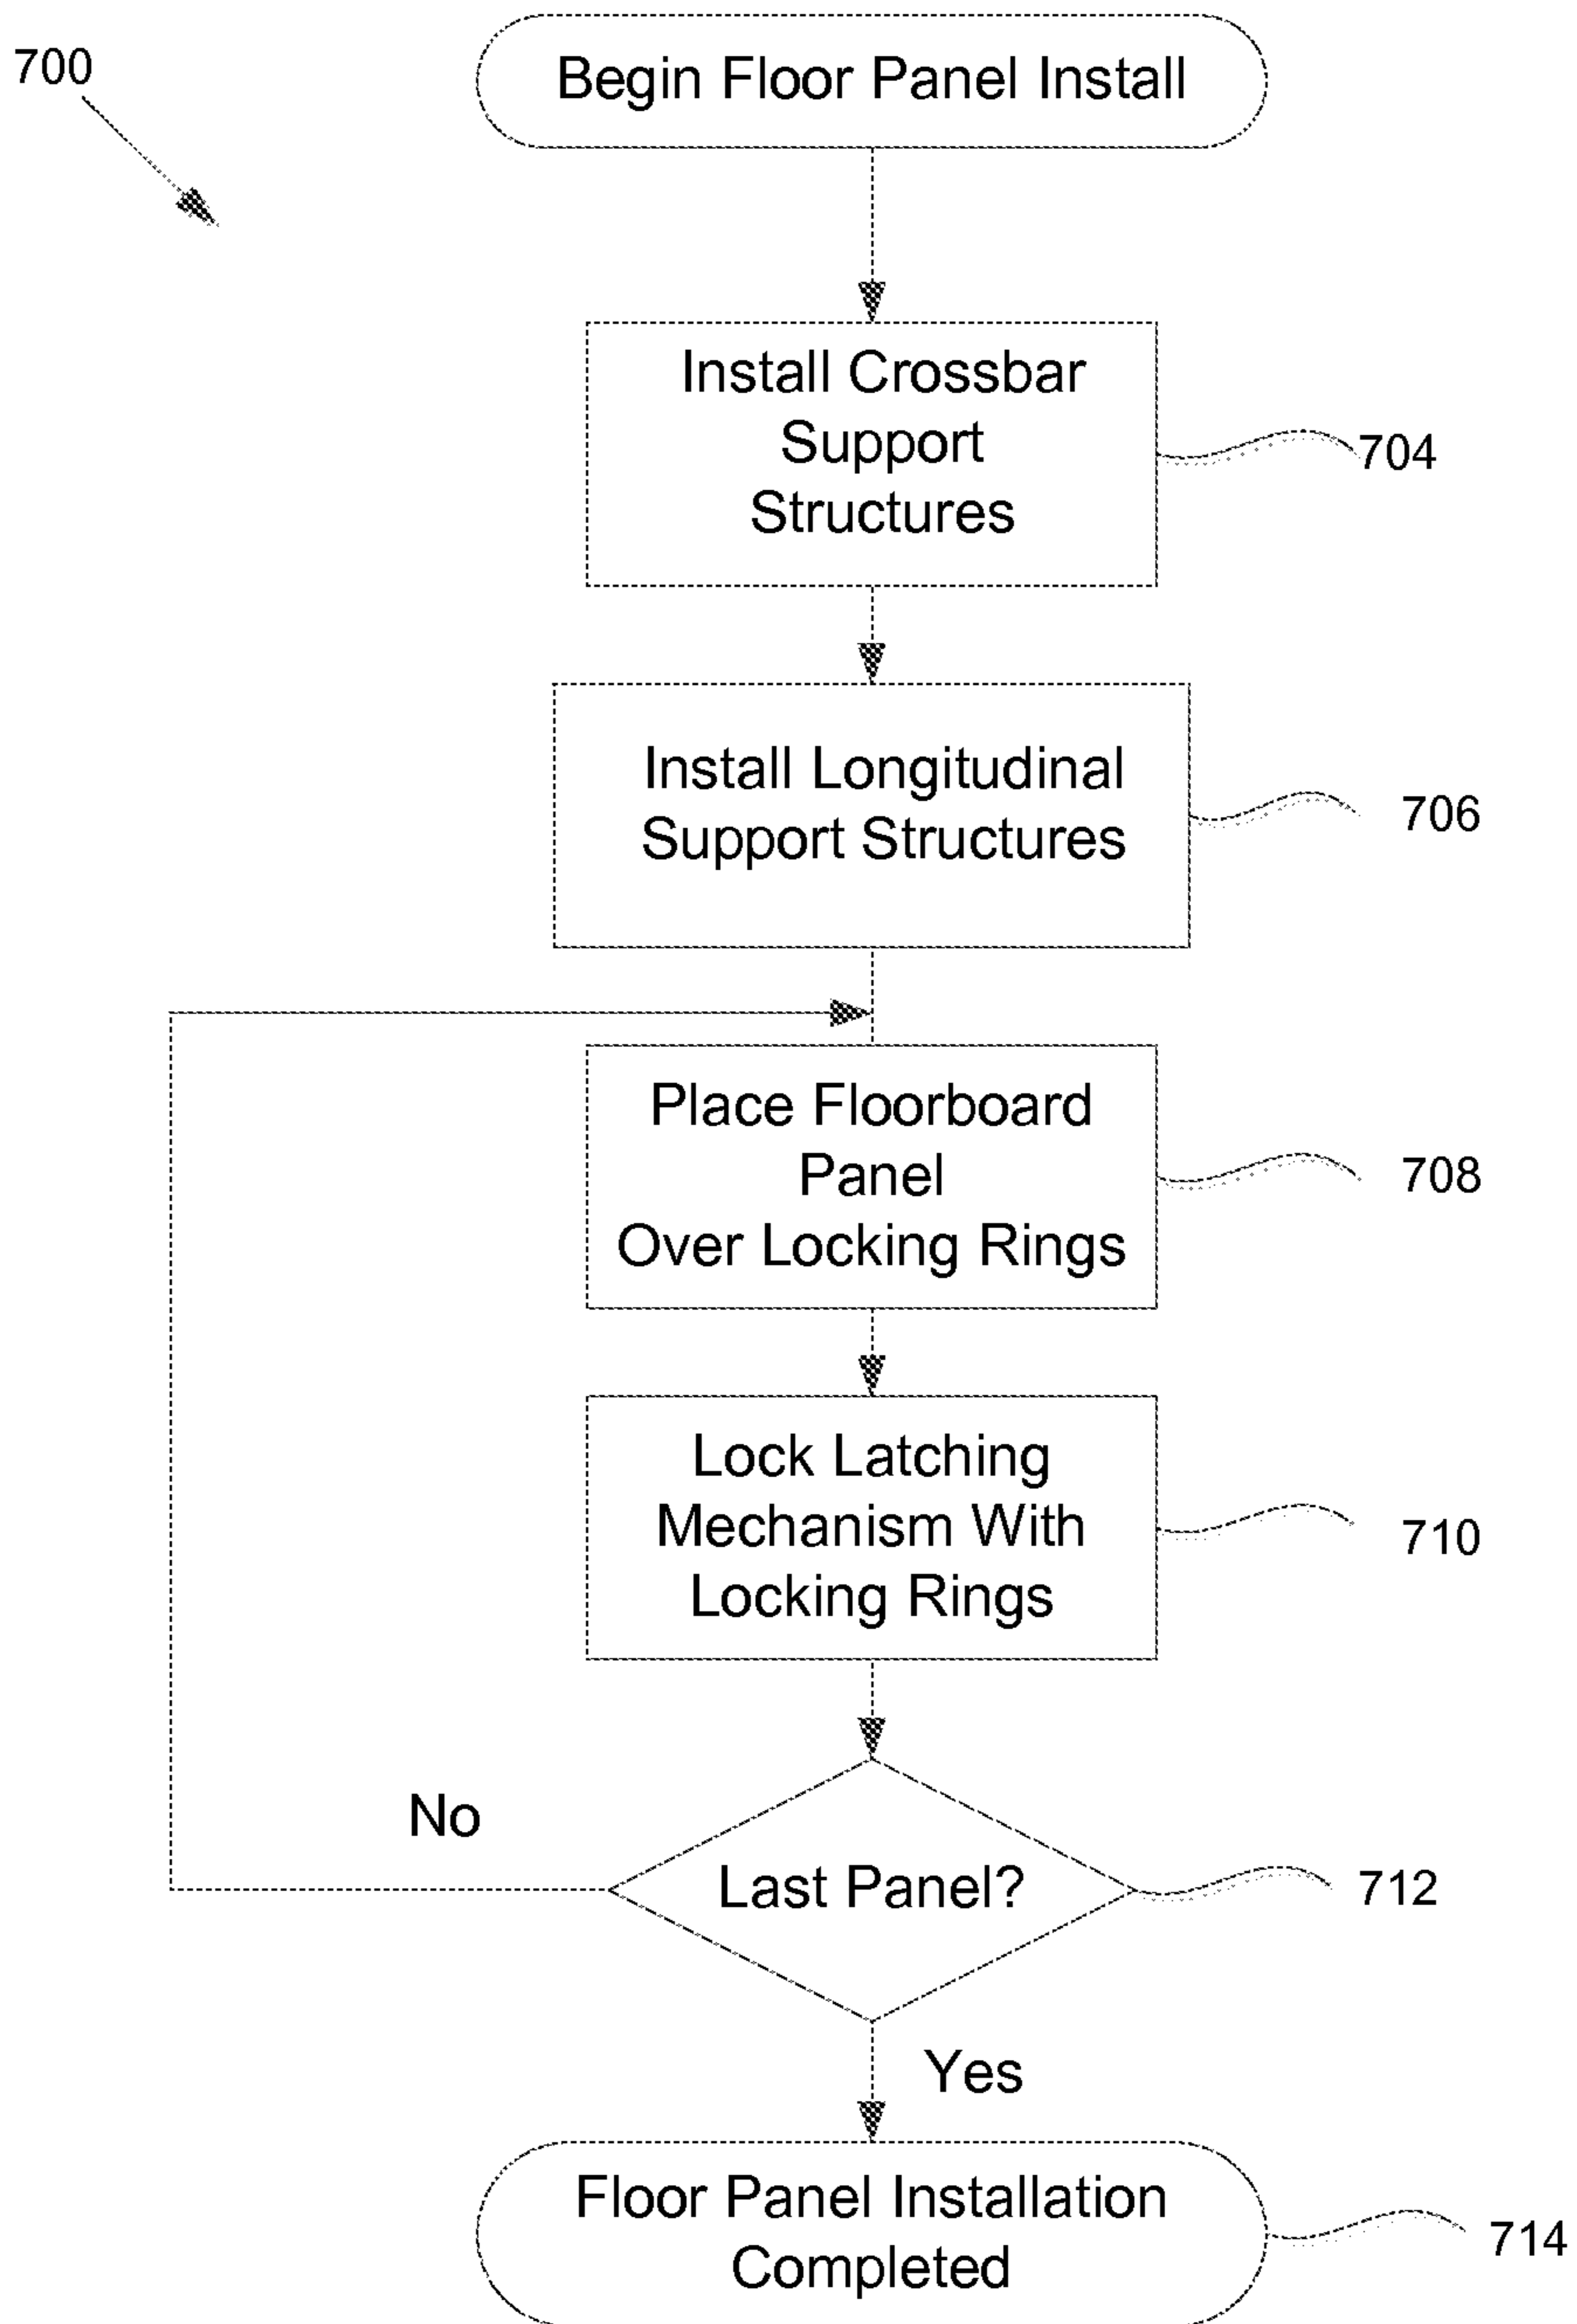 700
Begin Floor Panel Install
Install Crossbar
Support
Structures
704
Install Longitudinal
Support Structures
706
Place Floorboard
Panel
Over Locking Rings
708
Lock Latching
Mechanism With
Locking Rings
710
No
Last Panel?
712
Yes
Floor Panel Installation
Completed
714